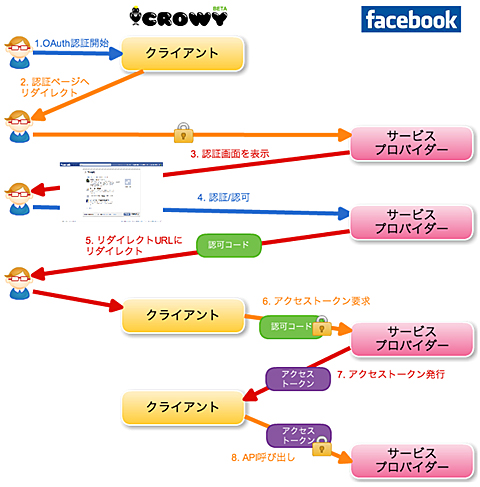 CROWY
BETA
facebook
1.OAuth認証開始
クライアント
2. 認証ページへ
リダイレクト
サービス
プロバイダー
3. 認証画面を表示
4. 認証/認可
サービス
プロバイダー
5. リダイレクトURLに
リダイレクト
認可コード
クライアント
6. アクセストークン要求
認可コード
サービス
プロバイダー
アクセス
トークン
7. アクセストークン発行
クライアント
アクセス
トークン
8. API呼び出し
サービス
プロバイダー